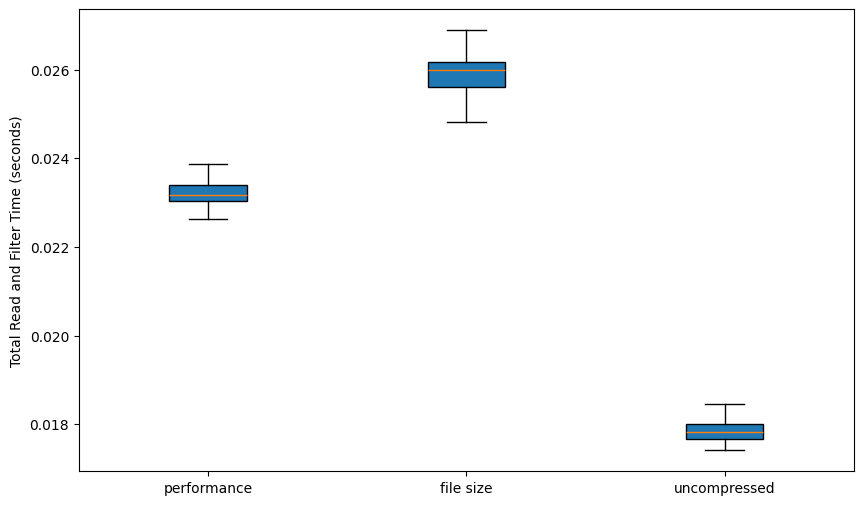 Total Read and Filter Time (seconds)
0.026
0.024
0.022
0.020
0.018
performance
file size
uncompressed